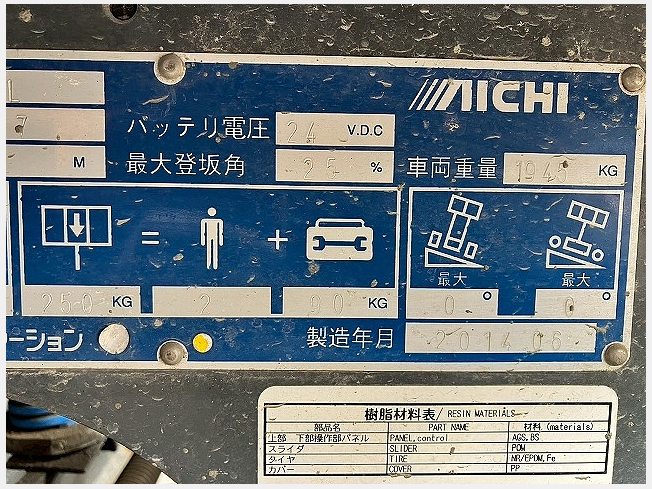 AICHI
L
7
バッテリ電圧 24 V.D.C
M
最大登坂角 25 %
車両重量 1945 KG
= +
最大 最大
250 KG 2 90 KG
0° 0°
ーション
製造年月 201406
樹脂材料表/ RESIN MATERIALS
部品名 PART NAME 材料 (materials)
上部 下部操作部パネル PANEL,control AGS,BS
スライダ SLIDER POM
タイヤ TIRE NR/EPDM,Fe
カバー COVER PP